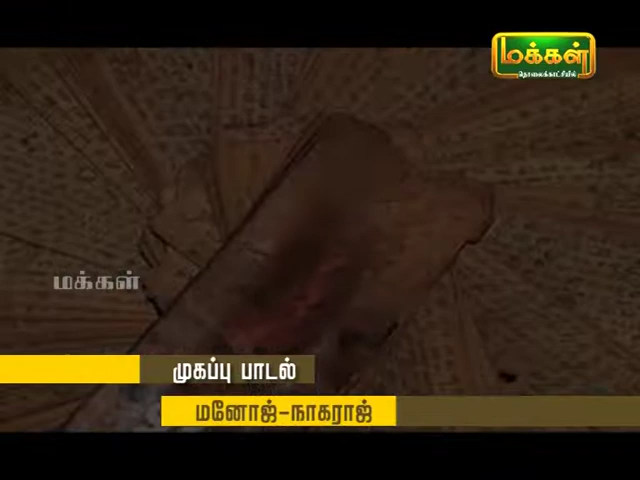 மக்கள்
தொலைக்காட்சியில்
மக்கள்
முகப்பு பாடல்
மனோஜ்-நாகராஜ்